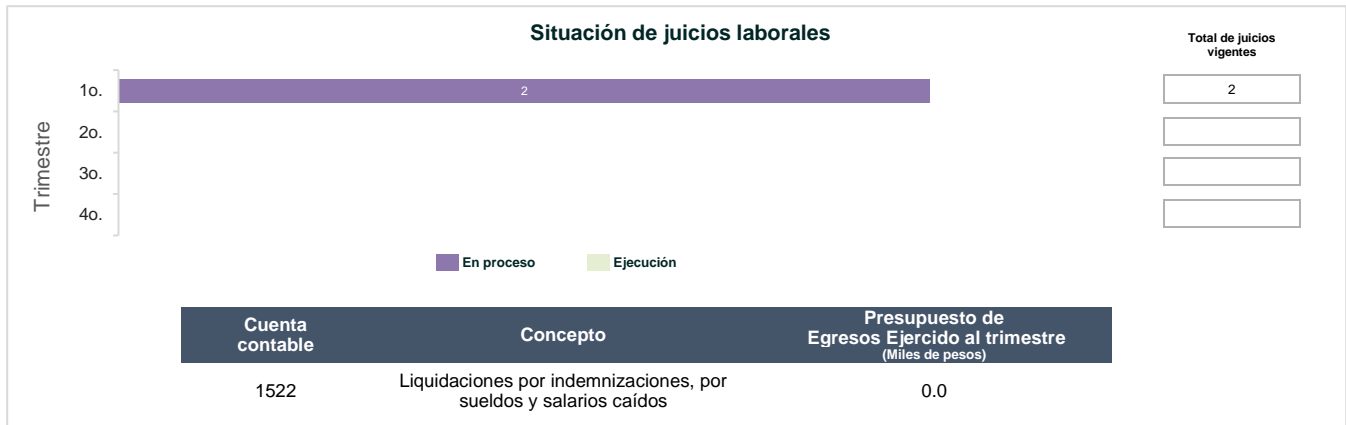 Situación de juicios laborales
Total de juicios
vigentes
Trimestre
1o.
2
2
2o.
3o.
4o.
En proceso
Ejecución
Cuenta
contable
Concepto
Presupuesto de
Egresos Ejercido al trimestre
(Miles de pesos)
1522
Liquidaciones por indemnizaciones, por
sueldos y salarios caídos
0.0